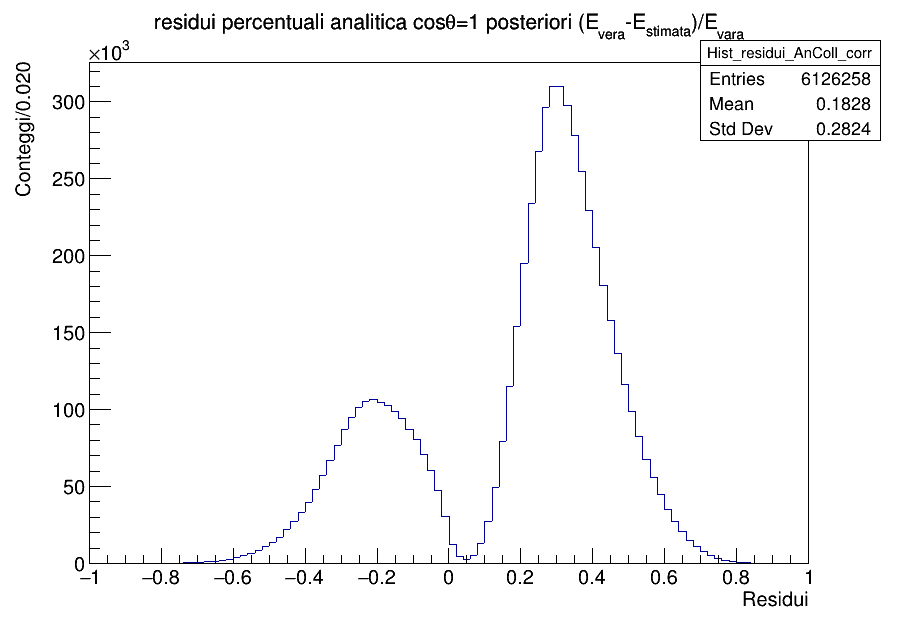 residui percentuali analitica cosθ=1 posteriori (E_vera-E_stimata)/E_vara
×10³
Hist_residui_AnColl_corr
Entries 6126258
Mean 0.1828
Std Dev 0.2824
Conteggi/0.020
300
250
200
150
100
50
0
−1 −0.8 −0.6 −0.4 −0.2 0 0.2 0.4 0.6 0.8 1
Residui